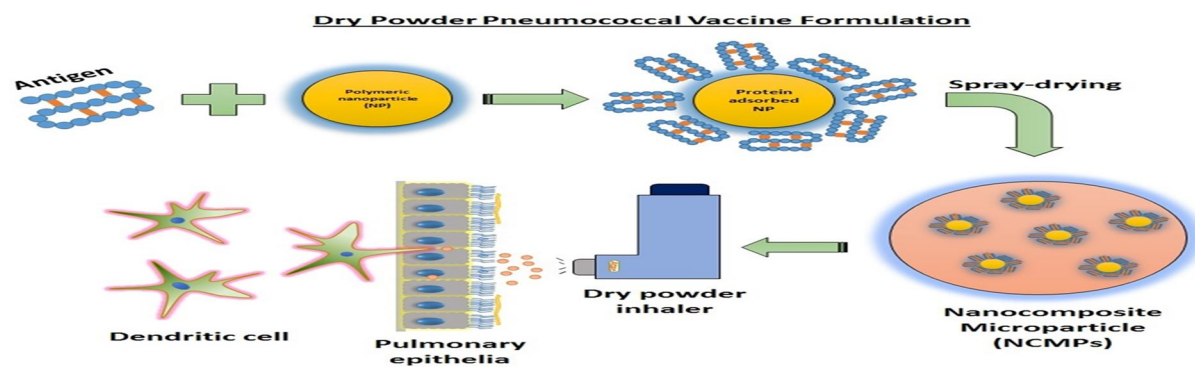 Dry Powder Pneumococcal Vaccine Formulation
Antigen
Polymeric
nanoparticle
(NP)
Protein
adsorbed
NP
Spray-drying
Nanocomposite
Microparticle
(NCMPs)
Dry powder
inhaler
Pulmonary
epithelia
Dendritic cell